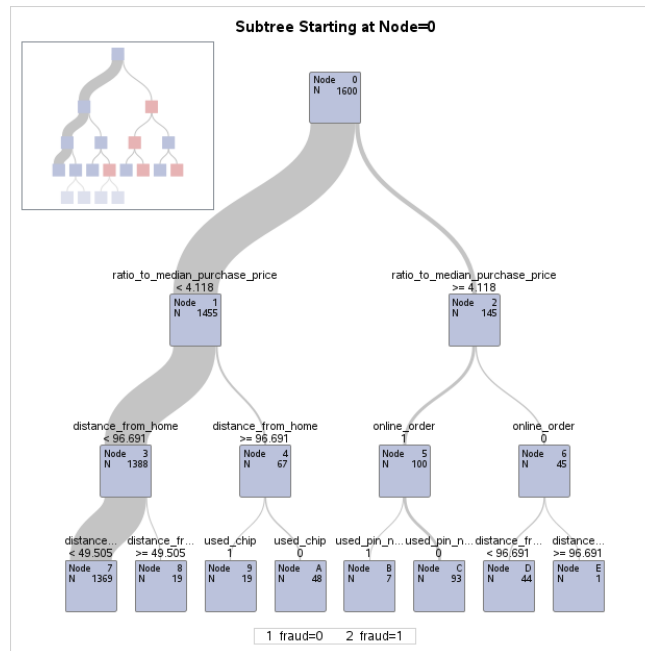 Subtree Starting at Node=0
Node 0
N 1600
ratio_to_median_purchase_price
< 4.118
ratio_to_median_purchase_price
>= 4.118
Node 1
N 1455
Node 2
N 145
distance_from_home
< 96.691
distance_from_home
>= 96.691
online_order
1
online_order
0
Node 3
N 1388
Node 4
N 67
Node 5
N 100
Node 6
N 45
distance...
< 49.505
distance_fr...
>= 49.505
used_chip
1
used_chip
0
used_pin_n...
1
used_pin_n...
0
distance_fr...
< 96.691
distance...
>= 96.691
Node 7
N 1369
Node 8
N 19
Node 9
N 19
Node A
N 48
Node B
N 7
Node C
N 93
Node D
N 44
Node E
N 1
1 fraud=0 2 fraud=1